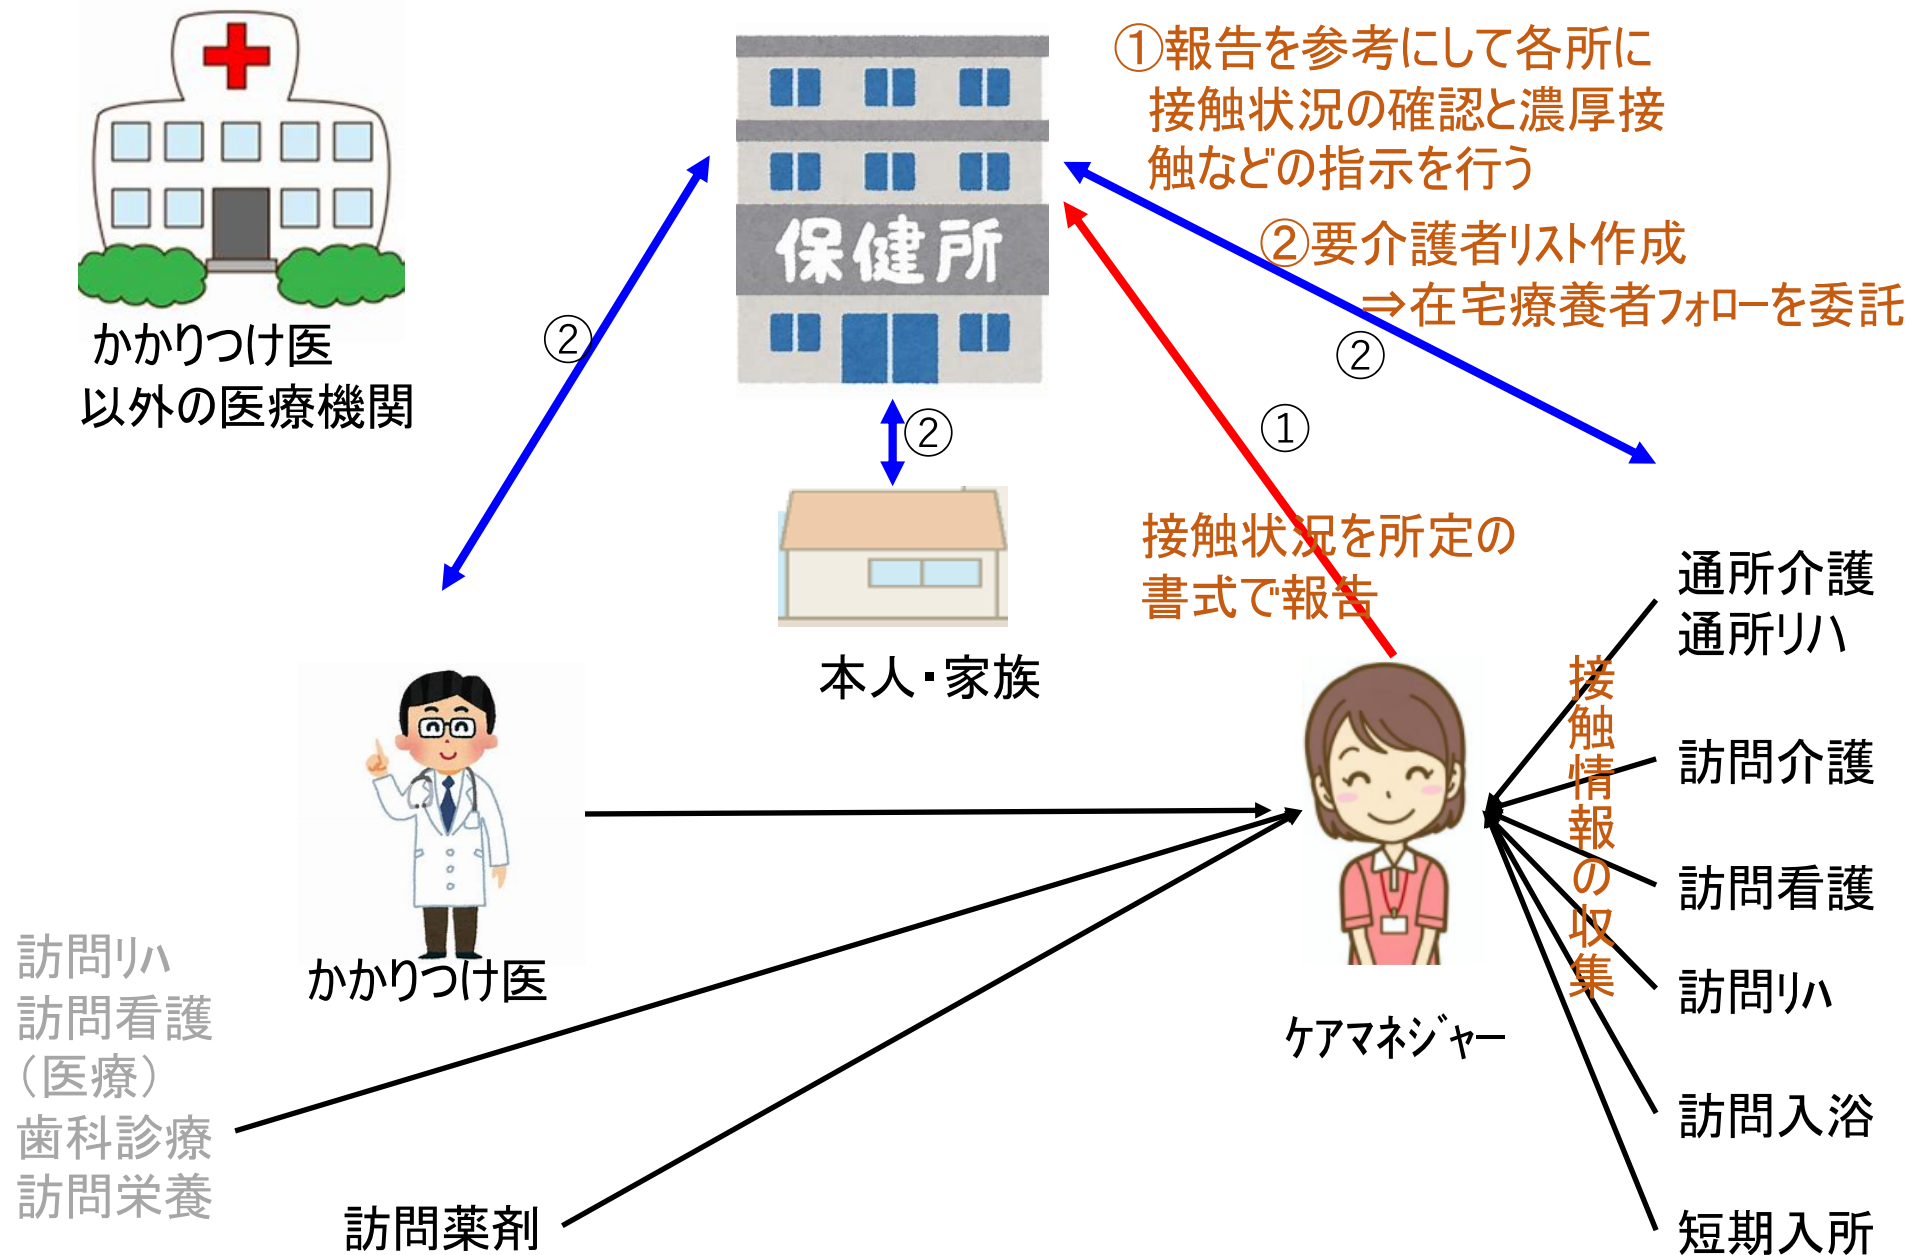 ①報告を参考にして各所に
接触状況の確認と濃厚接
触などの指示を行う
②要介護者リスト作成
⇒在宅療養者フォローを委託
保健所
かかりつけ医
以外の医療機関
②
②
②
①
接触状況を所定の
書式で報告
本人・家族
通所介護
通所リハ
接触情報の収集
訪問介護
訪問看護
訪問リハ
訪問入浴
短期入所
かかりつけ医
ケアマネジャー
訪問リハ
訪問看護
（医療）
歯科診療
訪問栄養
訪問薬剤